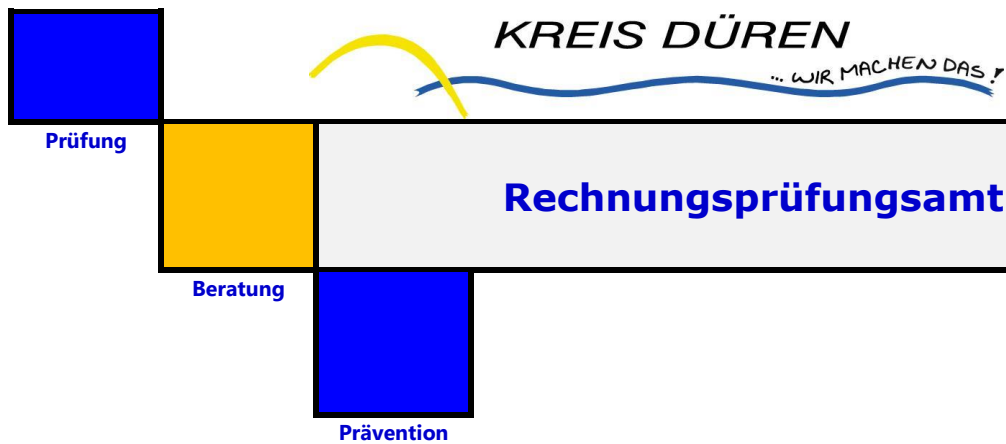 KREIS DÜREN
... WIR MACHEN DAS!
Prüfung
Rechnungsprüfungsamt
Beratung
Prävention